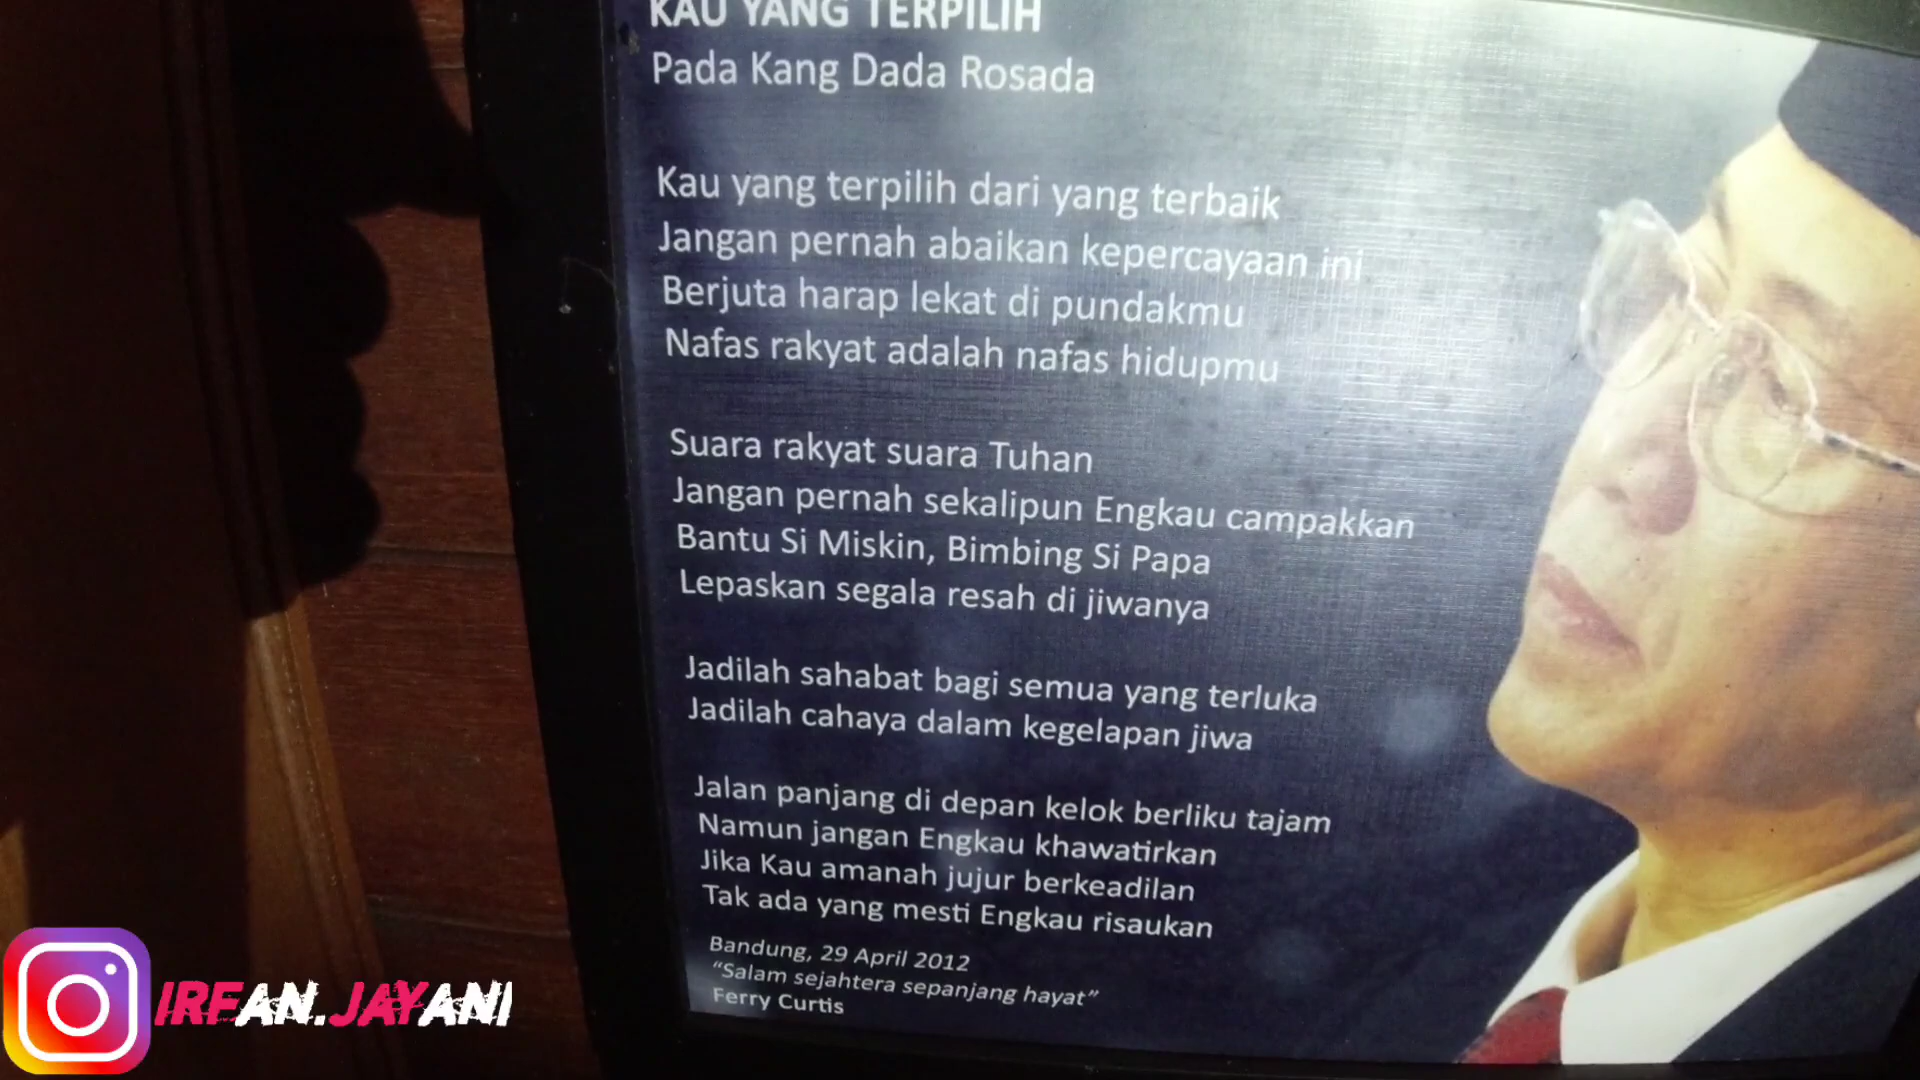 KAU YANG TERPILIH
Pada Kang Dada Rosada
Kau yang terpilih dari yang terbaik
Jangan pernah abaikan kepercayaan ini
Berjuta harap lekat di pundakmu
Nafas rakyat adalah nafas hidupmu
Suara rakyat suara Tuhan
Jangan pernah sekalipun Engkau campakkan
Bantu Si Miskin, Bimbing Si Papa
Lepaskan segala resah di jiwanya
Jadilah sahabat bagi semua yang terluka
Jadilah cahaya dalam kegelapan jiwa
Jalan panjang di depan kelok berliku tajam
Namun jangan Engkau khawatirkan
Jika Kau amanah jujur berkeadilan
Tak ada yang mesti Engkau risaukan
Bandung, 29 April 2012
“Salam sejahtera sepanjang hayat”
Ferry Curtis
IRFAN.JAYANI